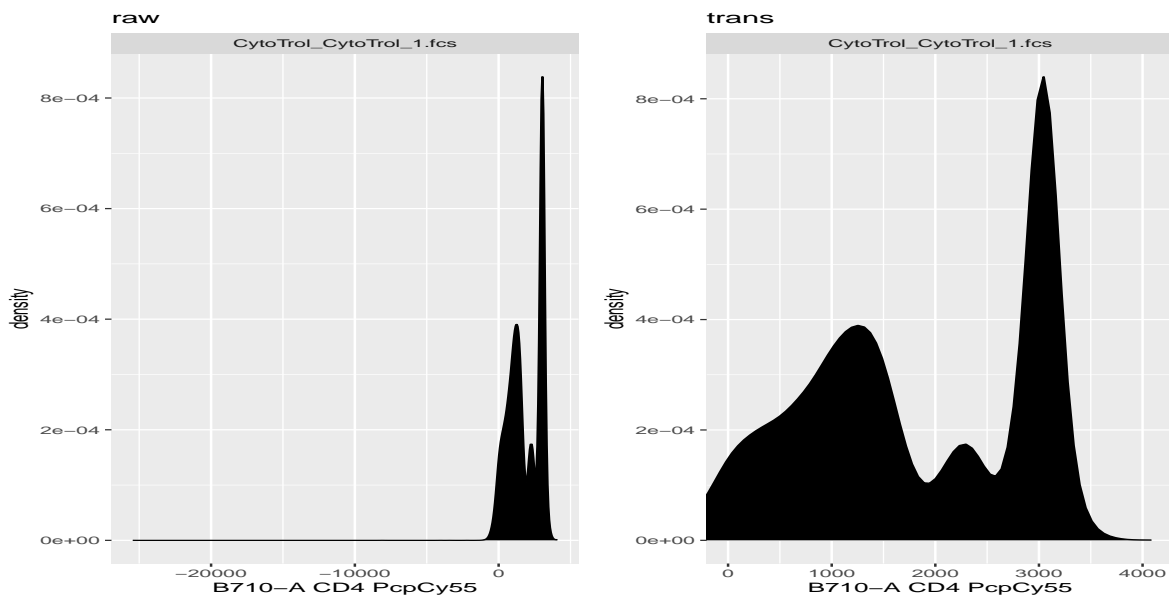 raw
CytoTrol_CytoTrol_1.fcs
8e−04
6e−04
4e−04
2e−04
0e+00
density
−20000
−10000
0
B710−A CD4 PcpCy55
trans
CytoTrol_CytoTrol_1.fcs
8e−04
6e−04
4e−04
2e−04
0e+00
density
0
1000
2000
3000
4000
B710−A CD4 PcpCy55